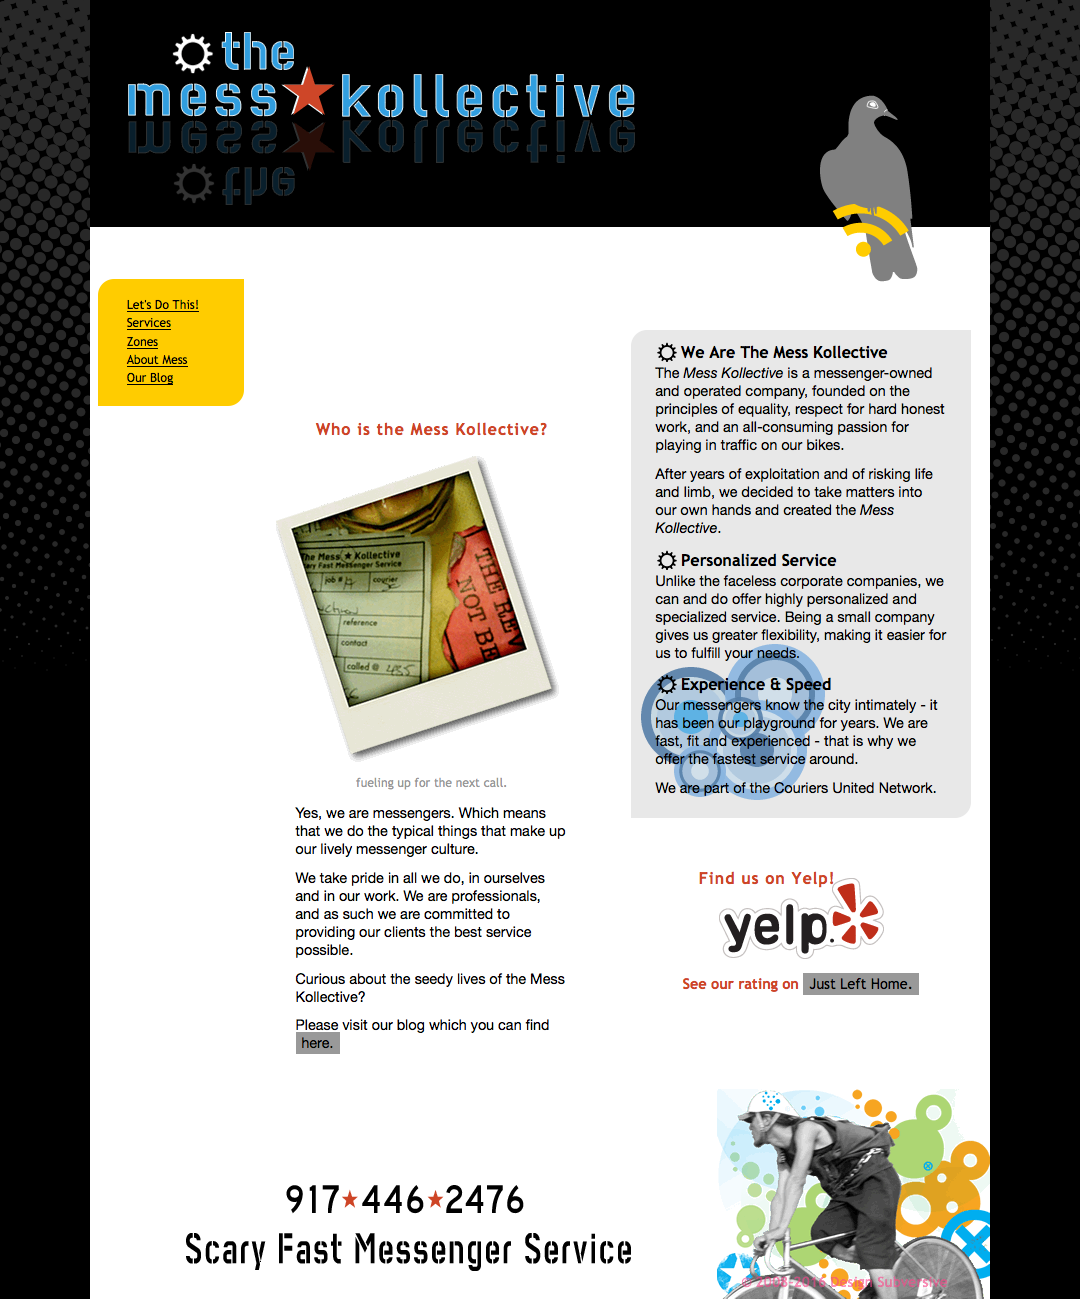 the
mess★kollective
Let's Do This!
Services
Zones
About Mess
Our Blog
Who is the Mess Kollective?
The Mess ★ Kollective
Scary Fast Messenger Service
job #
courier
reference
contact
called @ 435
THE REV
NOT BE
fueling up for the next call.
Yes, we are messengers. Which means
that we do the typical things that make up
our lively messenger culture.
We take pride in all we do, in ourselves
and in our work. We are professionals,
and as such we are committed to
providing our clients the best service
possible.
Curious about the seedy lives of the Mess
Kollective?
Please visit our blog which you can find
here.
We Are The Mess Kollective
The Mess Kollective is a messenger-owned
and operated company, founded on the
principles of equality, respect for hard honest
work, and an all-consuming passion for
playing in traffic on our bikes.
After years of exploitation and of risking life
and limb, we decided to take matters into
our own hands and created the Mess
Kollective.
Personalized Service
Unlike the faceless corporate companies, we
can and do offer highly personalized and
specialized service. Being a small company
gives us greater flexibility, making it easier for
us to fulfill your needs.
Experience & Speed
Our messengers know the city intimately - it
has been our playground for years. We are
fast, fit and experienced - that is why we
offer the fastest service around.
We are part of the Couriers United Network.
Find us on Yelp!
yelp
See our rating on Just Left Home.
917★446★2476
Scary Fast Messenger Service
© 2008-2016 Design Subversive